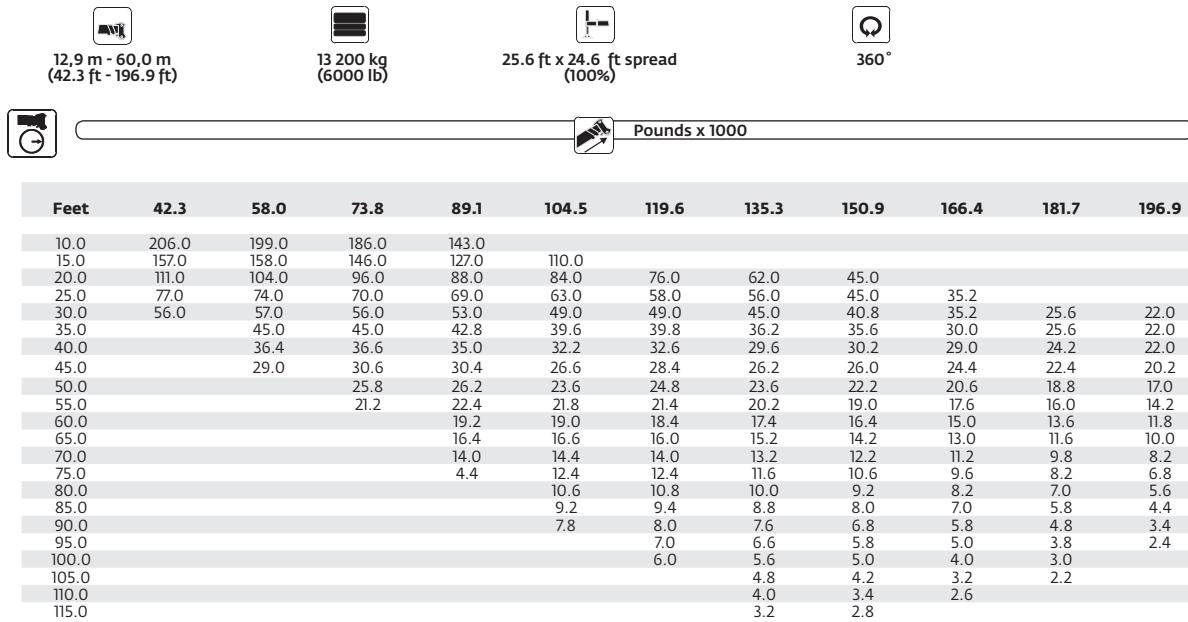 12,9 m - 60,0 m 13 200 kg 25.6 ft x 24.6 ft spread 360˚
(42.3 ft - 196.9 ft) (6000 lb) (100%)
Pounds x 1000
Feet 42.3 58.0 73.8 89.1 104.5 119.6 135.3 150.9 166.4 181.7 196.9
10.0 206.0 199.0 186.0 143.0
15.0 157.0 158.0 146.0 127.0 110.0
20.0 111.0 104.0 96.0 88.0 84.0 76.0 62.0 45.0
25.0 77.0 74.0 70.0 69.0 63.0 58.0 56.0 45.0 35.2
30.0 56.0 57.0 56.0 53.0 49.0 49.0 45.0 40.8 35.2 25.6 22.0
35.0 45.0 45.0 42.8 39.6 39.8 36.2 35.6 30.0 25.6 22.0
40.0 36.4 36.6 35.0 32.2 32.6 29.6 30.2 29.0 24.2 22.0
45.0 29.0 30.6 30.4 26.6 28.4 26.2 26.0 24.4 22.4 20.2
50.0 25.8 26.2 23.6 24.8 23.6 22.2 20.6 18.8 17.0
55.0 21.2 22.4 21.8 21.4 20.2 19.0 17.6 16.0 14.2
60.0 19.2 19.0 18.4 17.4 16.4 15.0 13.6 11.8
65.0 16.4 16.6 16.0 15.2 14.2 13.0 11.6 10.0
70.0 14.0 14.4 14.0 13.2 12.2 11.2 9.8 8.2
75.0 4.4 12.4 12.4 11.6 10.6 9.6 8.2 6.8
80.0 10.6 10.8 10.0 9.2 8.2 7.0 5.6
85.0 9.2 9.4 8.8 8.0 7.0 5.8 4.4
90.0 7.8 8.0 7.6 6.8 5.8 4.8 3.4
95.0 7.0 6.6 5.8 5.0 3.8 2.4
100.0 6.0 5.6 5.0 4.0 3.0
105.0 4.8 4.2 3.2 2.2
110.0 4.0 3.4 2.6
115.0 3.2 2.8